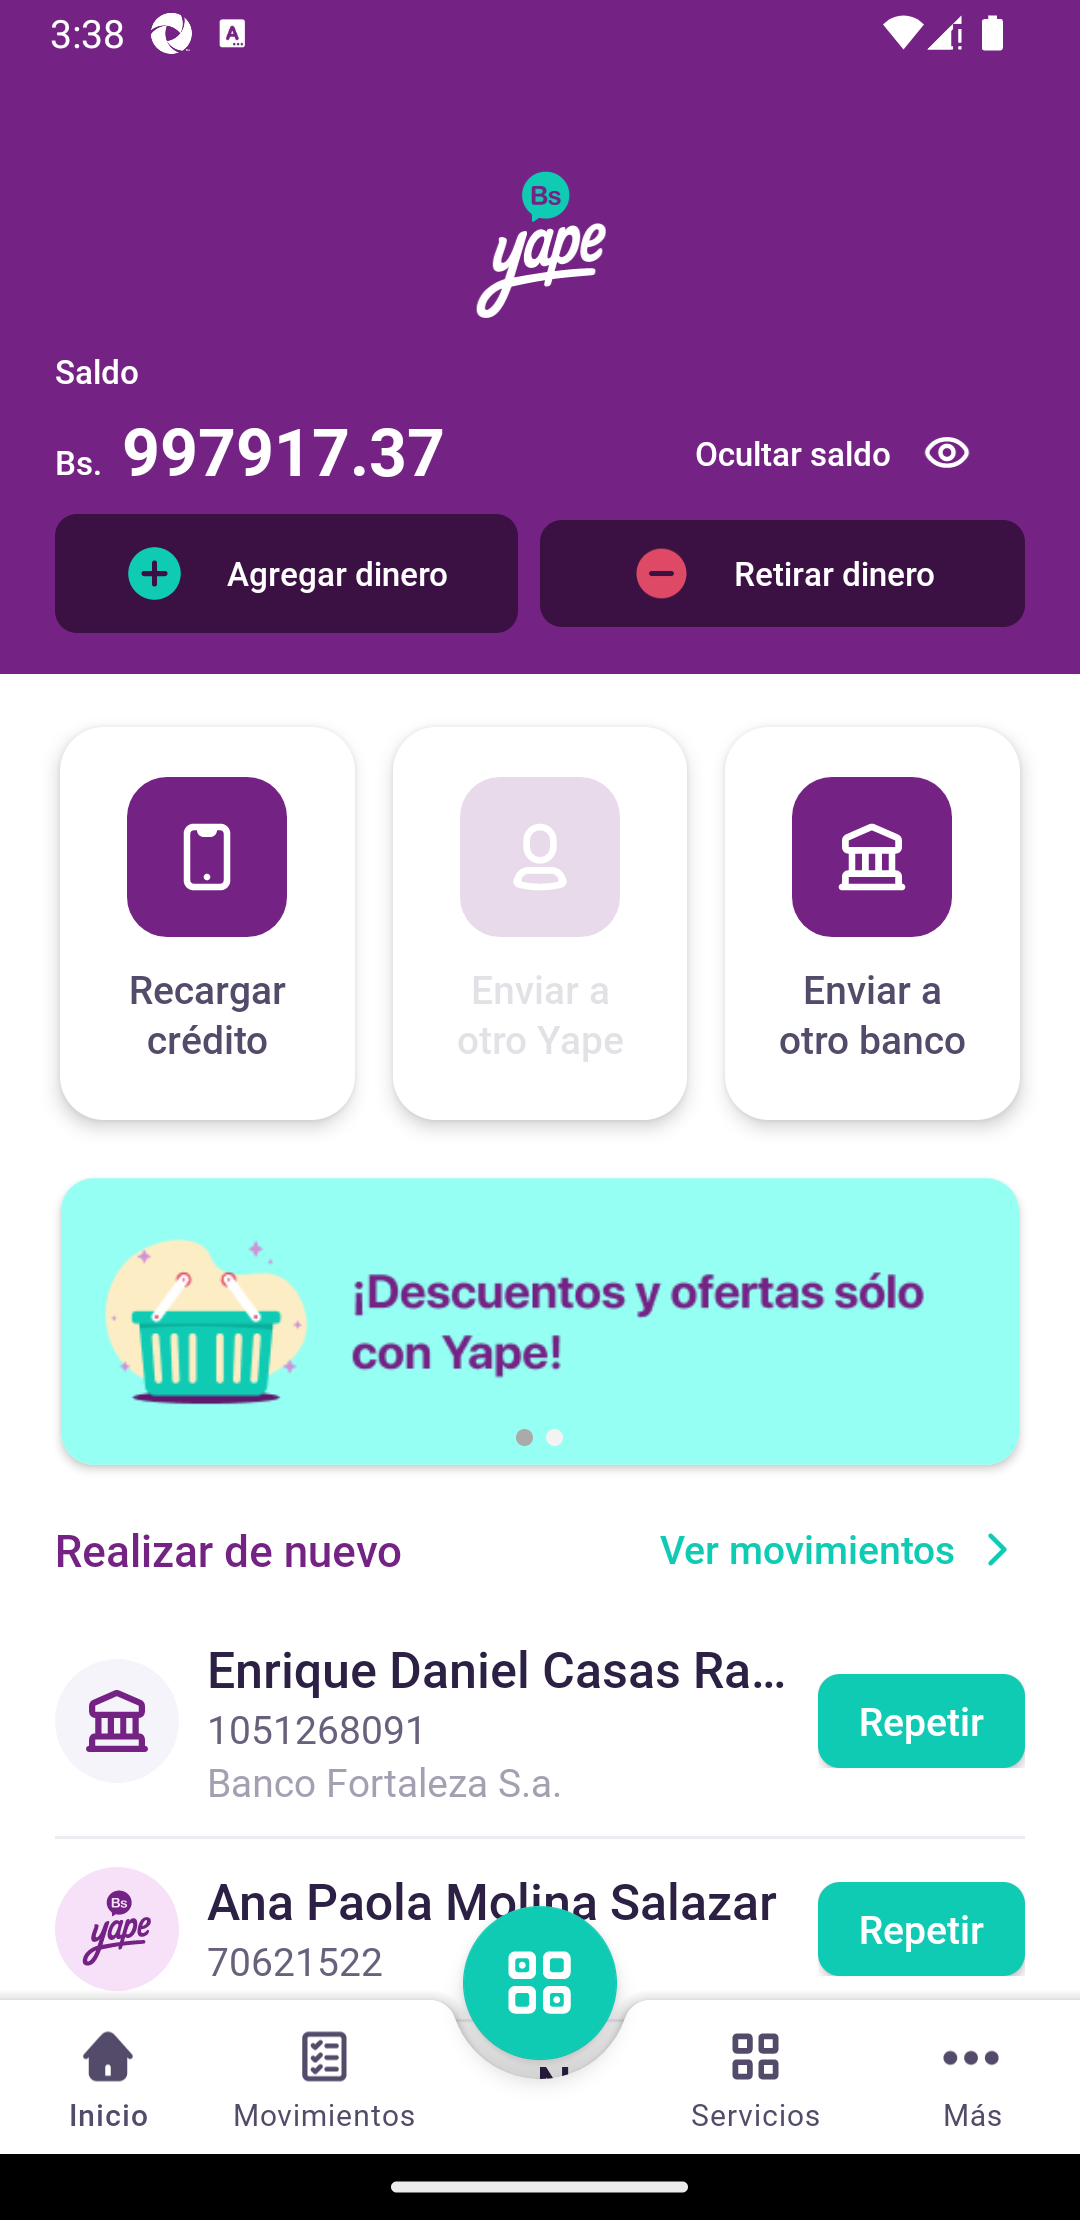 3:38
Bs
yape
Saldo
Bs. 997917.37
Ocultar saldo
Agregar dinero
Retirar dinero
Recargar
crédito
Enviar a
otro Yape
Enviar a
otro banco
¡Descuentos y ofertas sólo
con Yape!
Realizar de nuevo
Ver movimientos
Enrique Daniel Casas Ra...
1051268091
Banco Fortaleza S.a.
Repetir
Bs
yape
Ana Paola Molina Salazar
70621522
Repetir
Inicio
Movimientos
Servicios
Más